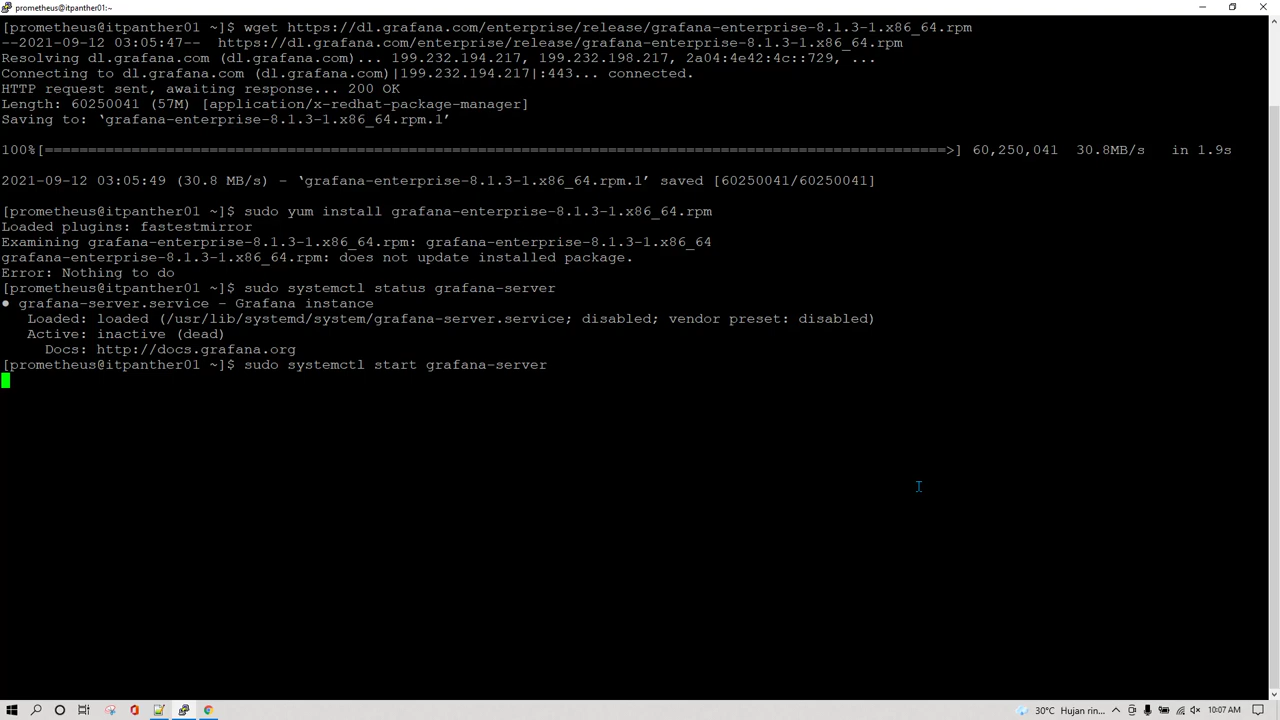 prometheus@itpanther01:~
[prometheus@itpanther01 ~]$ wget https://dl.grafana.com/enterprise/release/grafana-enterprise-8.1.3-1.x86_64.rpm
--2021-09-12 03:05:47--  https://dl.grafana.com/enterprise/release/grafana-enterprise-8.1.3-1.x86_64.rpm
Resolving dl.grafana.com (dl.grafana.com)... 199.232.194.217, 199.232.198.217, 2a04:4e42:4c::729, ...
Connecting to dl.grafana.com (dl.grafana.com)|199.232.194.217|:443... connected.
HTTP request sent, awaiting response... 200 OK
Length: 60250041 (57M) [application/x-redhat-package-manager]
Saving to: ‘grafana-enterprise-8.1.3-1.x86_64.rpm.1’
100%[=========================================================================================================>] 60,250,041  30.8MB/s   in 1.9s
2021-09-12 03:05:49 (30.8 MB/s) - ‘grafana-enterprise-8.1.3-1.x86_64.rpm.1’ saved [60250041/60250041]
[prometheus@itpanther01 ~]$ sudo yum install grafana-enterprise-8.1.3-1.x86_64.rpm
Loaded plugins: fastestmirror
Examining grafana-enterprise-8.1.3-1.x86_64.rpm: grafana-enterprise-8.1.3-1.x86_64
grafana-enterprise-8.1.3-1.x86_64.rpm: does not update installed package.
Error: Nothing to do
[prometheus@itpanther01 ~]$ sudo systemctl status grafana-server
● grafana-server.service - Grafana instance
   Loaded: loaded (/usr/lib/systemd/system/grafana-server.service; disabled; vendor preset: disabled)
   Active: inactive (dead)
     Docs: http://docs.grafana.org
[prometheus@itpanther01 ~]$ sudo systemctl start grafana-server
30°C Hujan rin... 10:07 AM